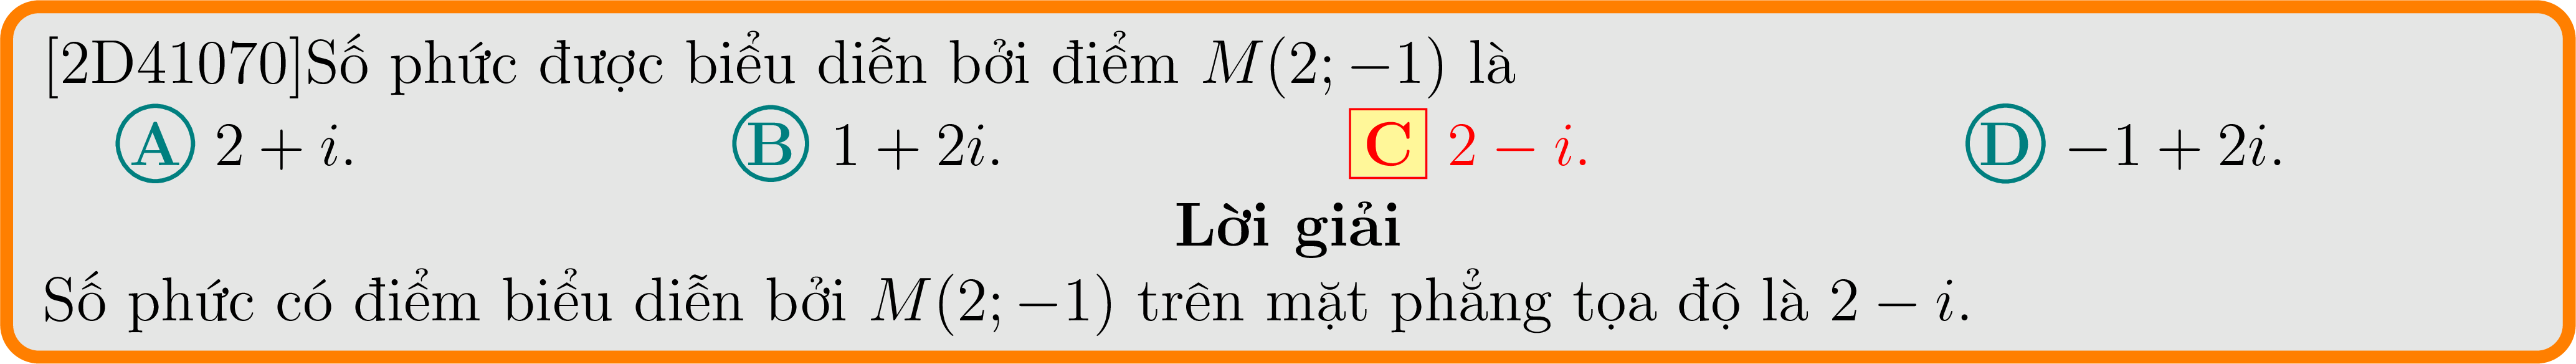 [2D41070]Số phức được biểu diễn bởi điểm M(2; −1) là
A 2 + i. B 1 + 2i. C 2 − i. D −1 + 2i.
Lời giải
Số phức có điểm biểu diễn bởi M(2; −1) trên mặt phẳng tọa độ là 2 − i.